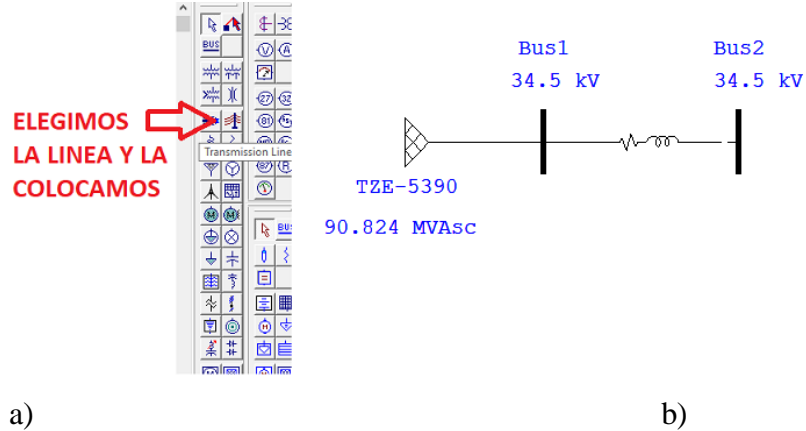 ELEGIMOS
LA LINEA Y LA
COLOCAMOS
BUS
Transmission Line
BUS
Bus1
34.5 kV
Bus2
34.5 kV
TZE-5390
90.824 MVAsc
a)
b)